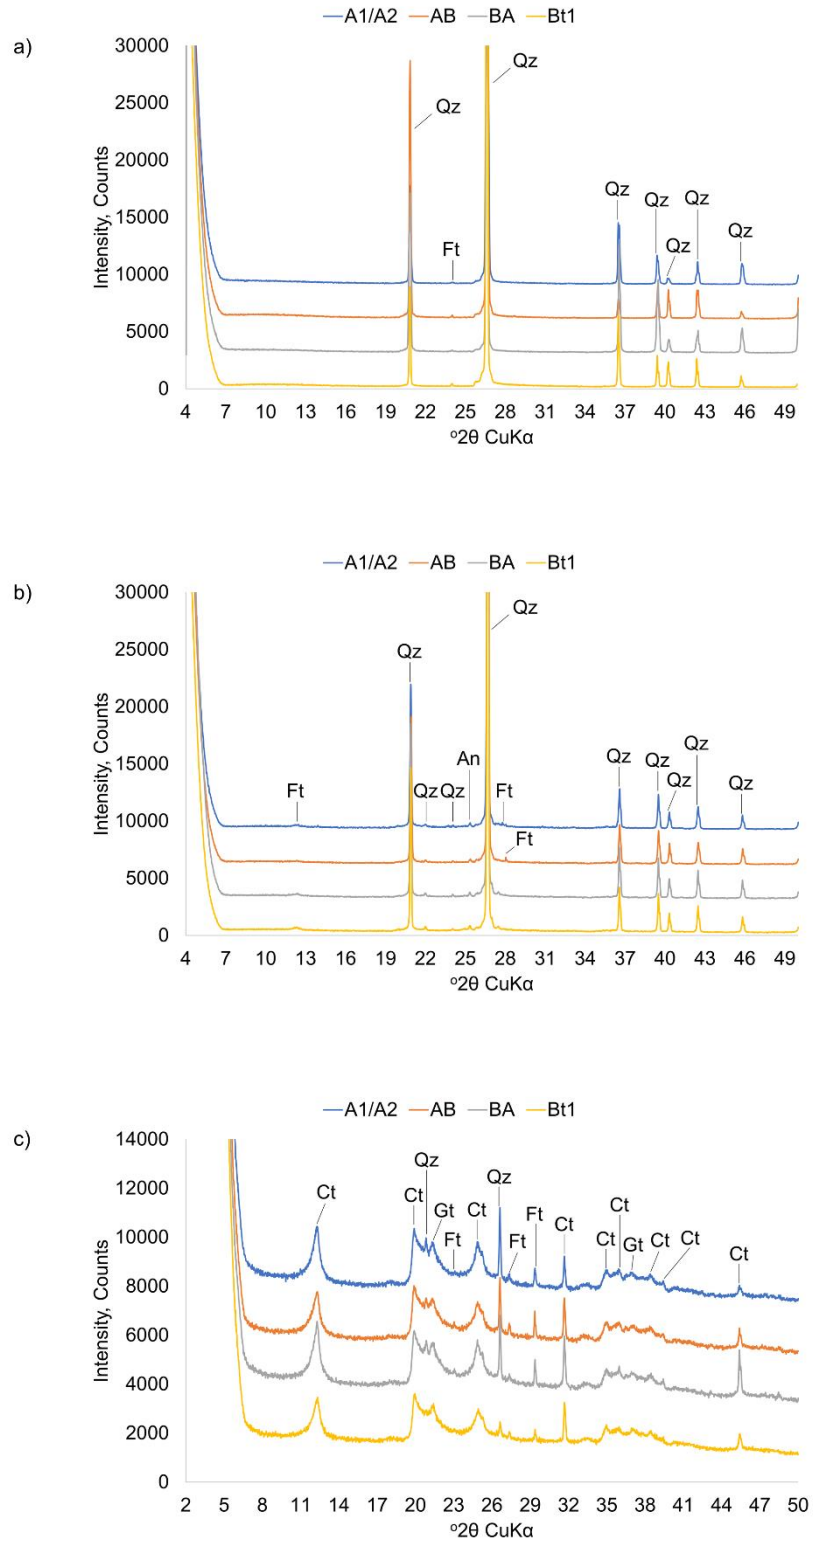 A1/A2 AB BA Bt1
a)
30000
25000
20000
15000
10000
5000
0
Intensity, Counts
Qz
Qz
Ft
Qz
Qz
Qz
Qz
Qz
4 7 10 13 16 19 22 25 28 31 34 37 40 43 46 49
º2θ CuKα
A1/A2 AB BA Bt1
b)
30000
25000
20000
15000
10000
5000
0
Intensity, Counts
Qz
Qz
An
Ft
Qz Qz
Ft
Ft
Qz
Qz
Qz
Qz
Qz
4 7 10 13 16 19 22 25 28 31 34 37 40 43 46 49
º2θ CuKα
A1/A2 AB BA Bt1
c)
14000
12000
10000
8000
6000
4000
2000
0
Intensity, Counts
Ct
Ct
Qz
Gt
Ft
Ct
Qz
Ft
Ft
Ct
Ct
Ct
Gt
Ct
Ct
Ct
2 5 8 11 14 17 20 23 26 29 32 35 38 41 44 47 50
º2θ CuKα